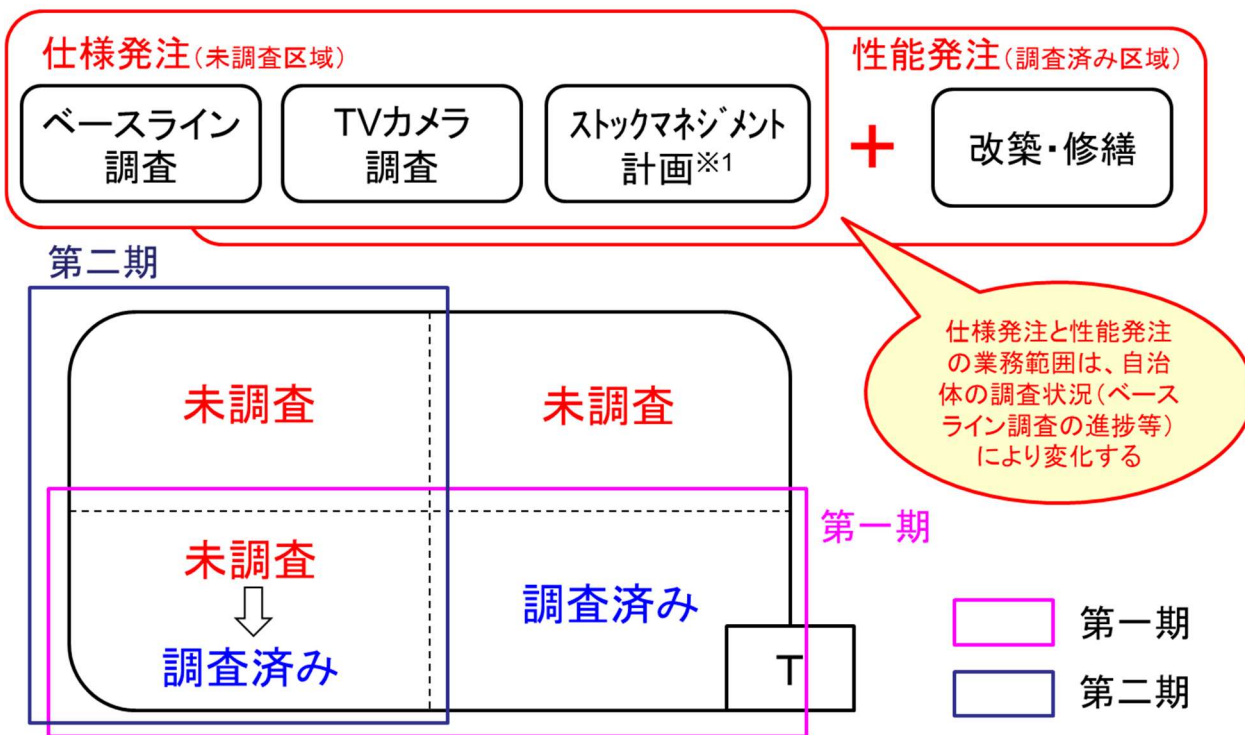 仕様発注(未調査区域)
性能発注(調査済み区域)
ベースライン
調査
TVカメラ
調査
ストックマネジメント
計画※1
+
改築・修繕
第二期
仕様発注と性能発注
の業務範囲は、自治
体の調査状況(ベース
ライン調査の進捗等)
により変化する
未調査
未調査
第一期
未調査
調査済み
調査済み
T
第一期
第二期